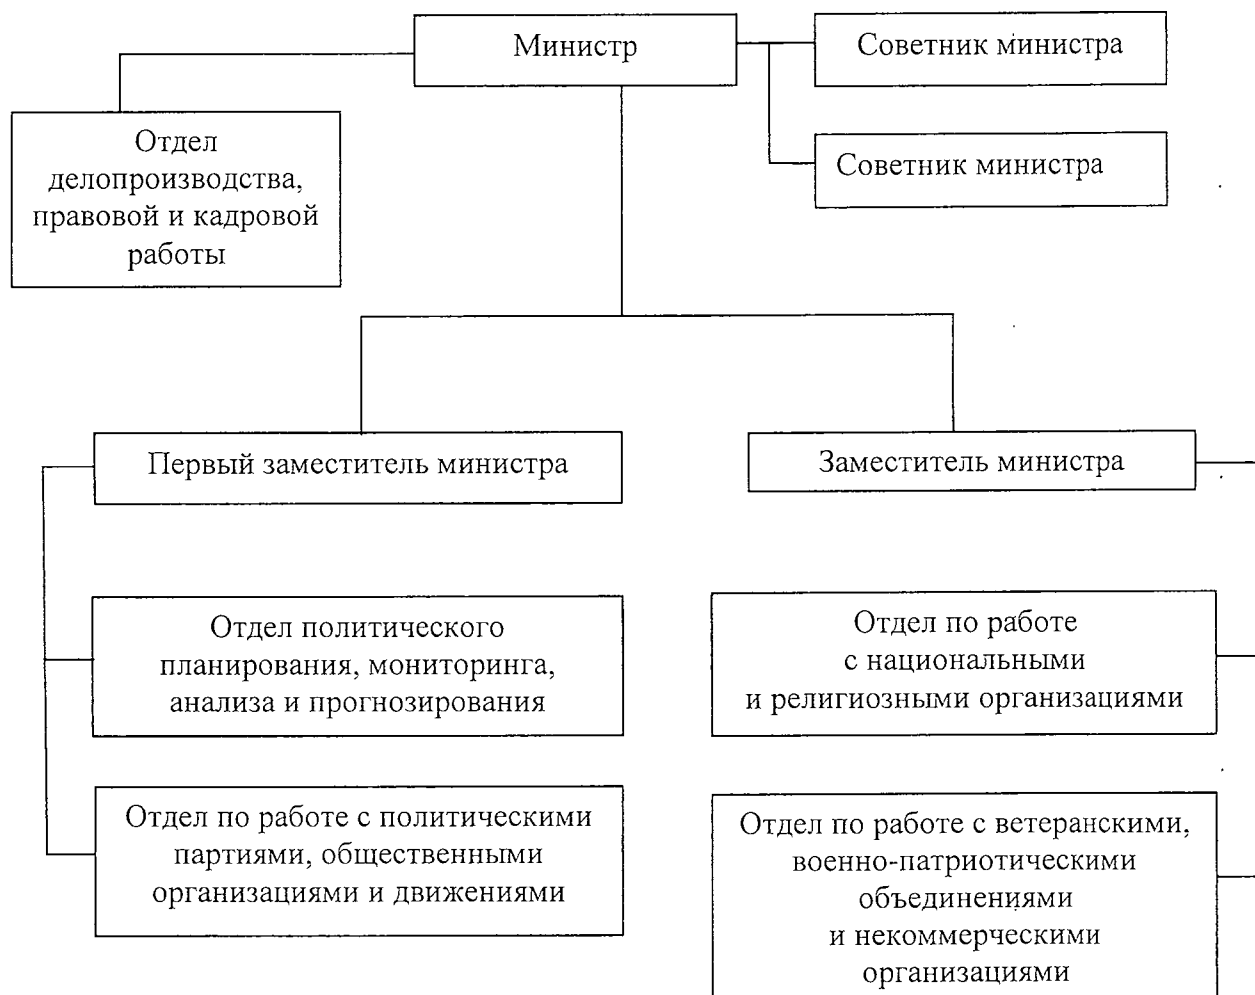 Министр
Советник министра
Отдел
делопроизводства,
правовой и кадровой
работы
Советник министра
Первый заместитель министра
Заместитель министра
Отдел политического
планирования, мониторинга,
анализа и прогнозирования
Отдел по работе
с национальными
и религиозными организациями
Отдел по работе с политическими
партиями, общественными
организациями и движениями
Отдел по работе с ветеранскими,
военно-патриотическими
объединениями
и некоммерческими
организациями